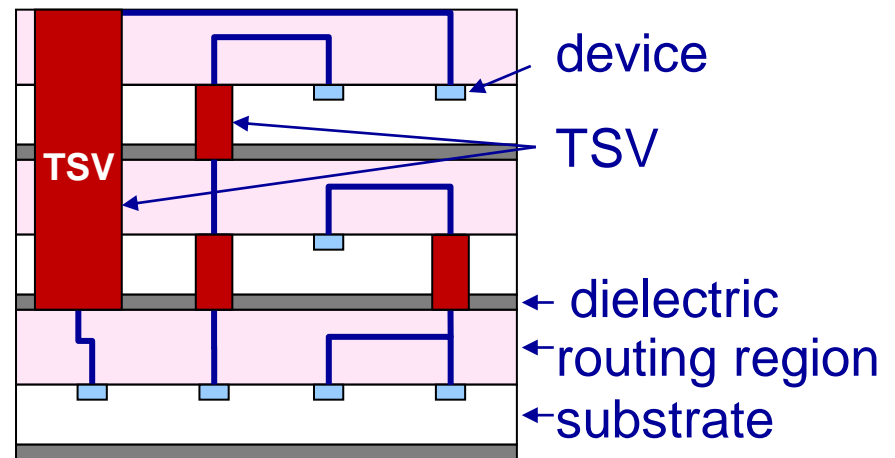 device
TSV
TSV
dielectric
routing region
substrate